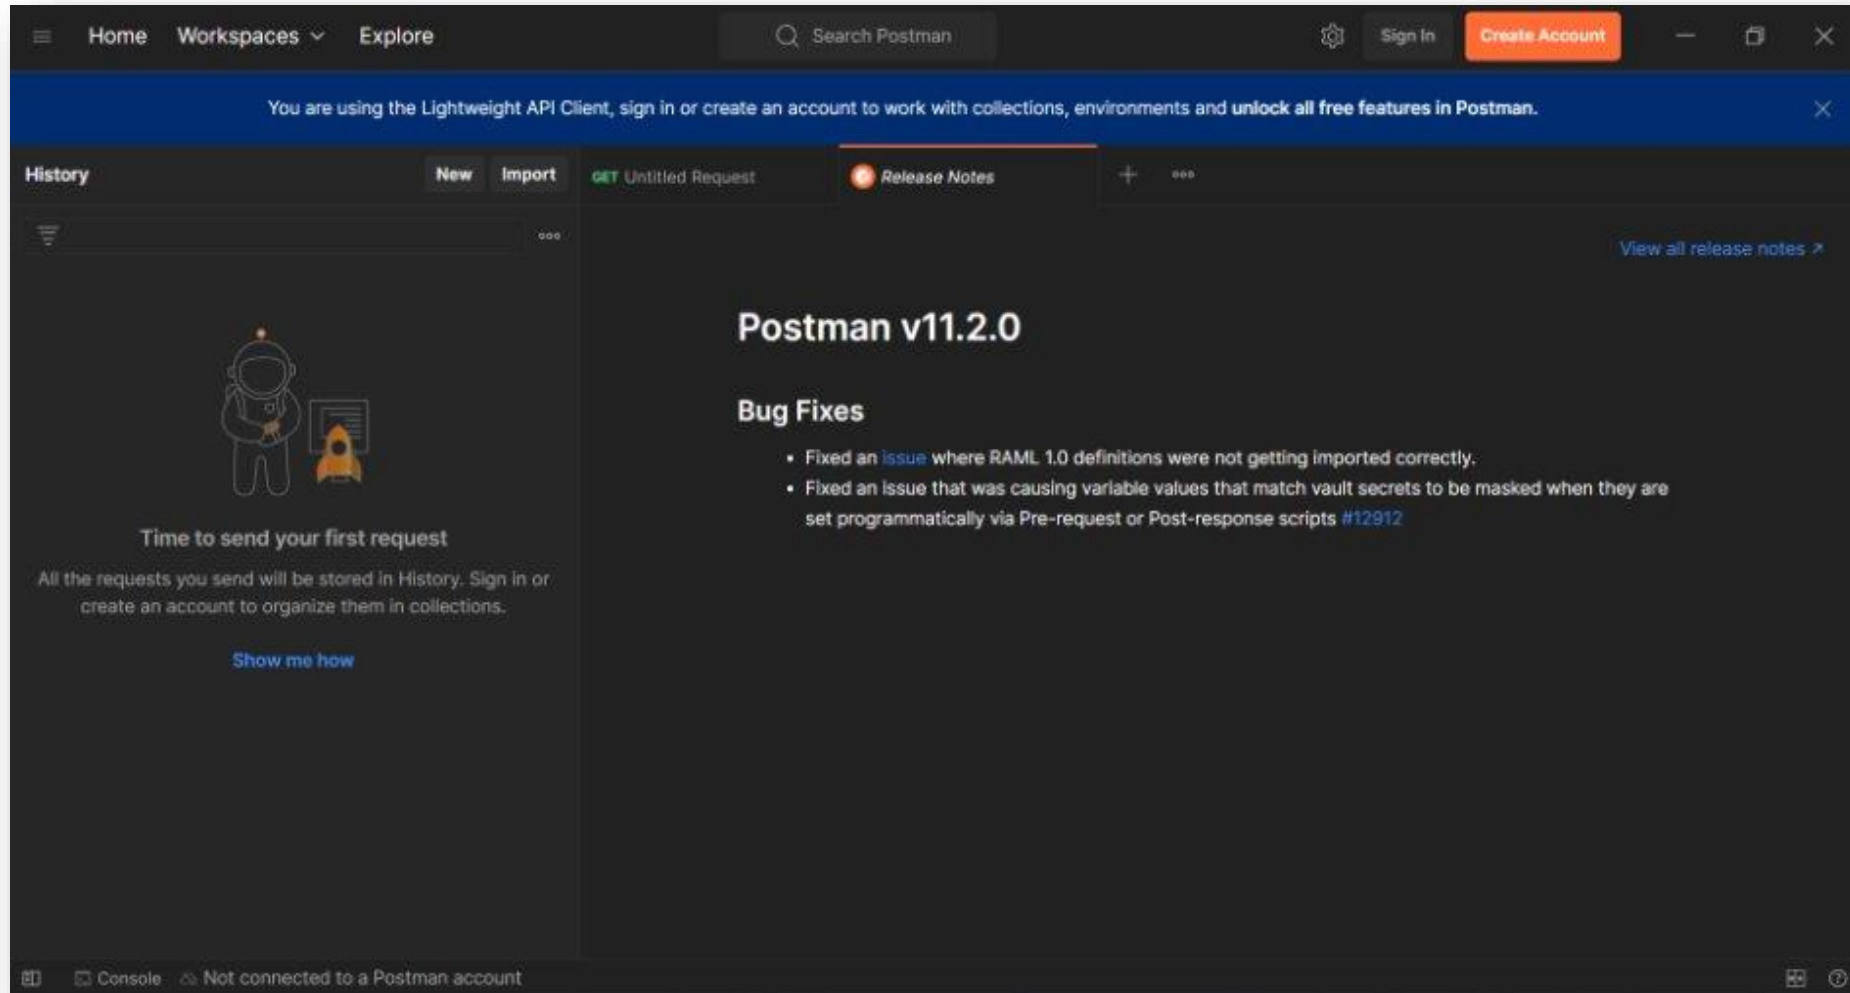 Home Workspaces Explore Search Postman Sign In Create Account
You are using the Lightweight API Client, sign in or create an account to work with collections, environments and unlock all free features in Postman.
History New Import GET Untitled Request Release Notes
View all release notes
Postman v11.2.0
Bug Fixes
• Fixed an issue where RAML 1.0 definitions were not getting imported correctly.
• Fixed an issue that was causing variable values that match vault secrets to be masked when they are
set programmatically via Pre-request or Post-response scripts #12912
Time to send your first request
All the requests you send will be stored in History. Sign in or
create an account to organize them in collections.
Show me how
Console Not connected to a Postman account